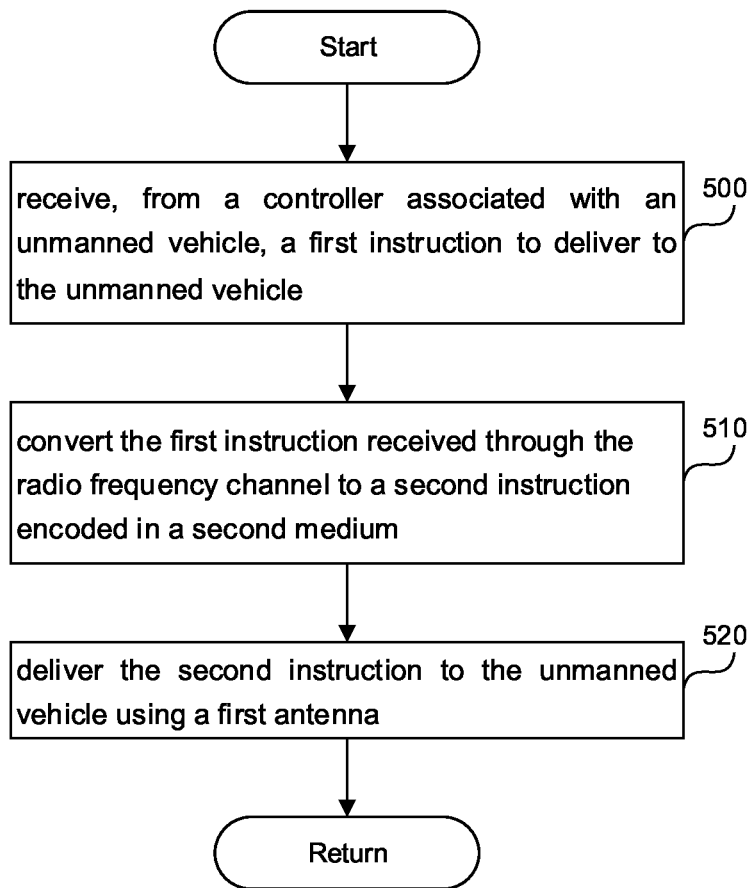 Start
receive, from a controller associated with an
unmanned vehicle, a first instruction to deliver to
the unmanned vehicle
500
convert the first instruction received through the
radio frequency channel to a second instruction
encoded in a second medium
510
deliver the second instruction to the unmanned
vehicle using a first antenna
520
Return